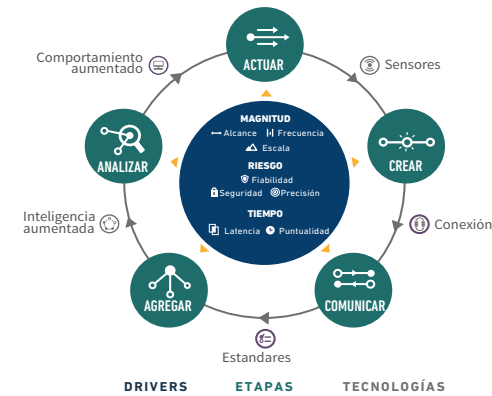 ACTUAR
Comportamiento
aumentado
Sensores
MAGNITUD
Alcance Frecuencia
Escala
ANALIZAR
CREAR
RIESGO
Fiabilidad
Seguridad Precisión
TIEMPO
Latencia Puntualidad
Inteligencia
aumentada
Conexión
AGREGAR
COMUNICAR
Estandares
DRIVERS ETAPAS TECNOLOGÍAS